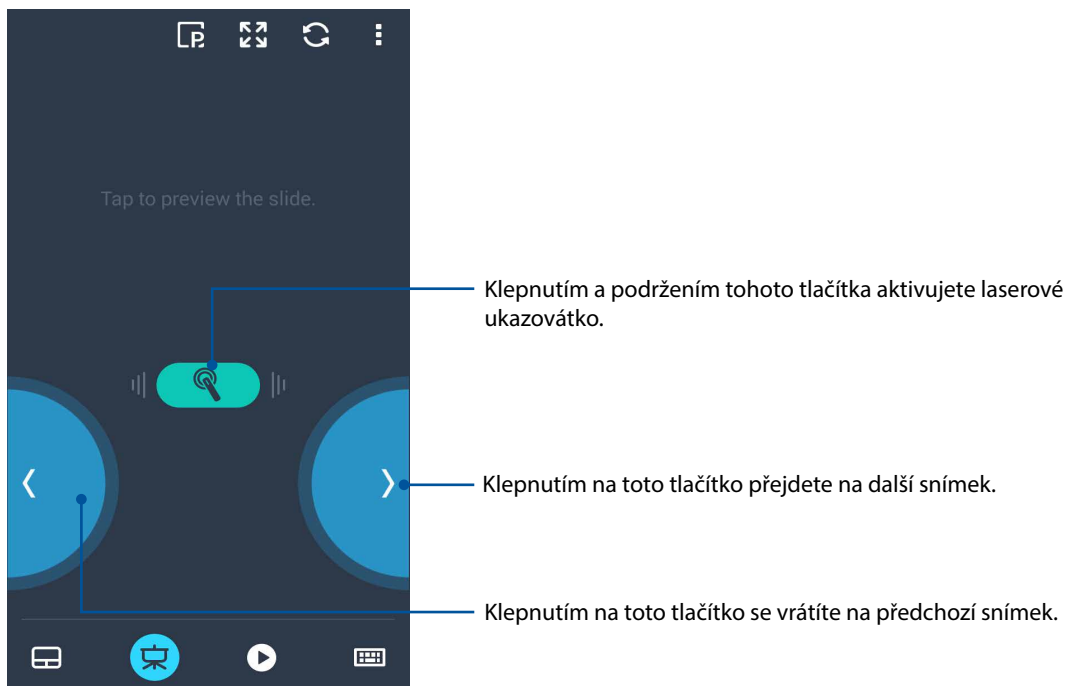 Tap to preview the slide.
Klepnutím a podržením tohoto tlačítka aktivujete laserové
ukazovátko.
Klepnutím na toto tlačítko přejdete na další snímek.
Klepnutím na toto tlačítko se vrátíte na předchozí snímek.